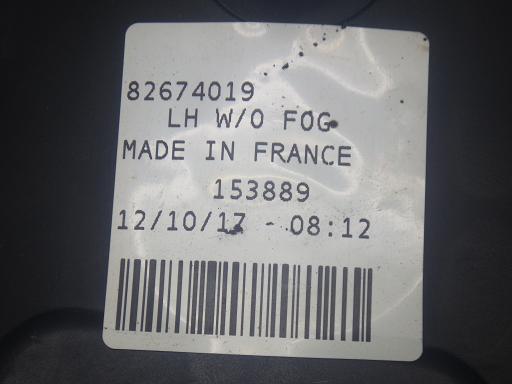 82674019
LH W/O FOG
MADE IN FRANCE
153889
12/10/17 - 08:12